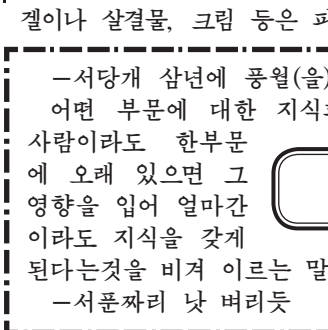 겔이나 살결물, 크림 등은
—서당개 삼년에 풍월(을)
어떤 부문에 대한
사람이라도 한부문
에 오래 있으면 그
영향을 입어 얼마간
이라도 지식을 갖게
된다는것을 비겨 이르는 말
—서푼짜리 낫 벼리듯